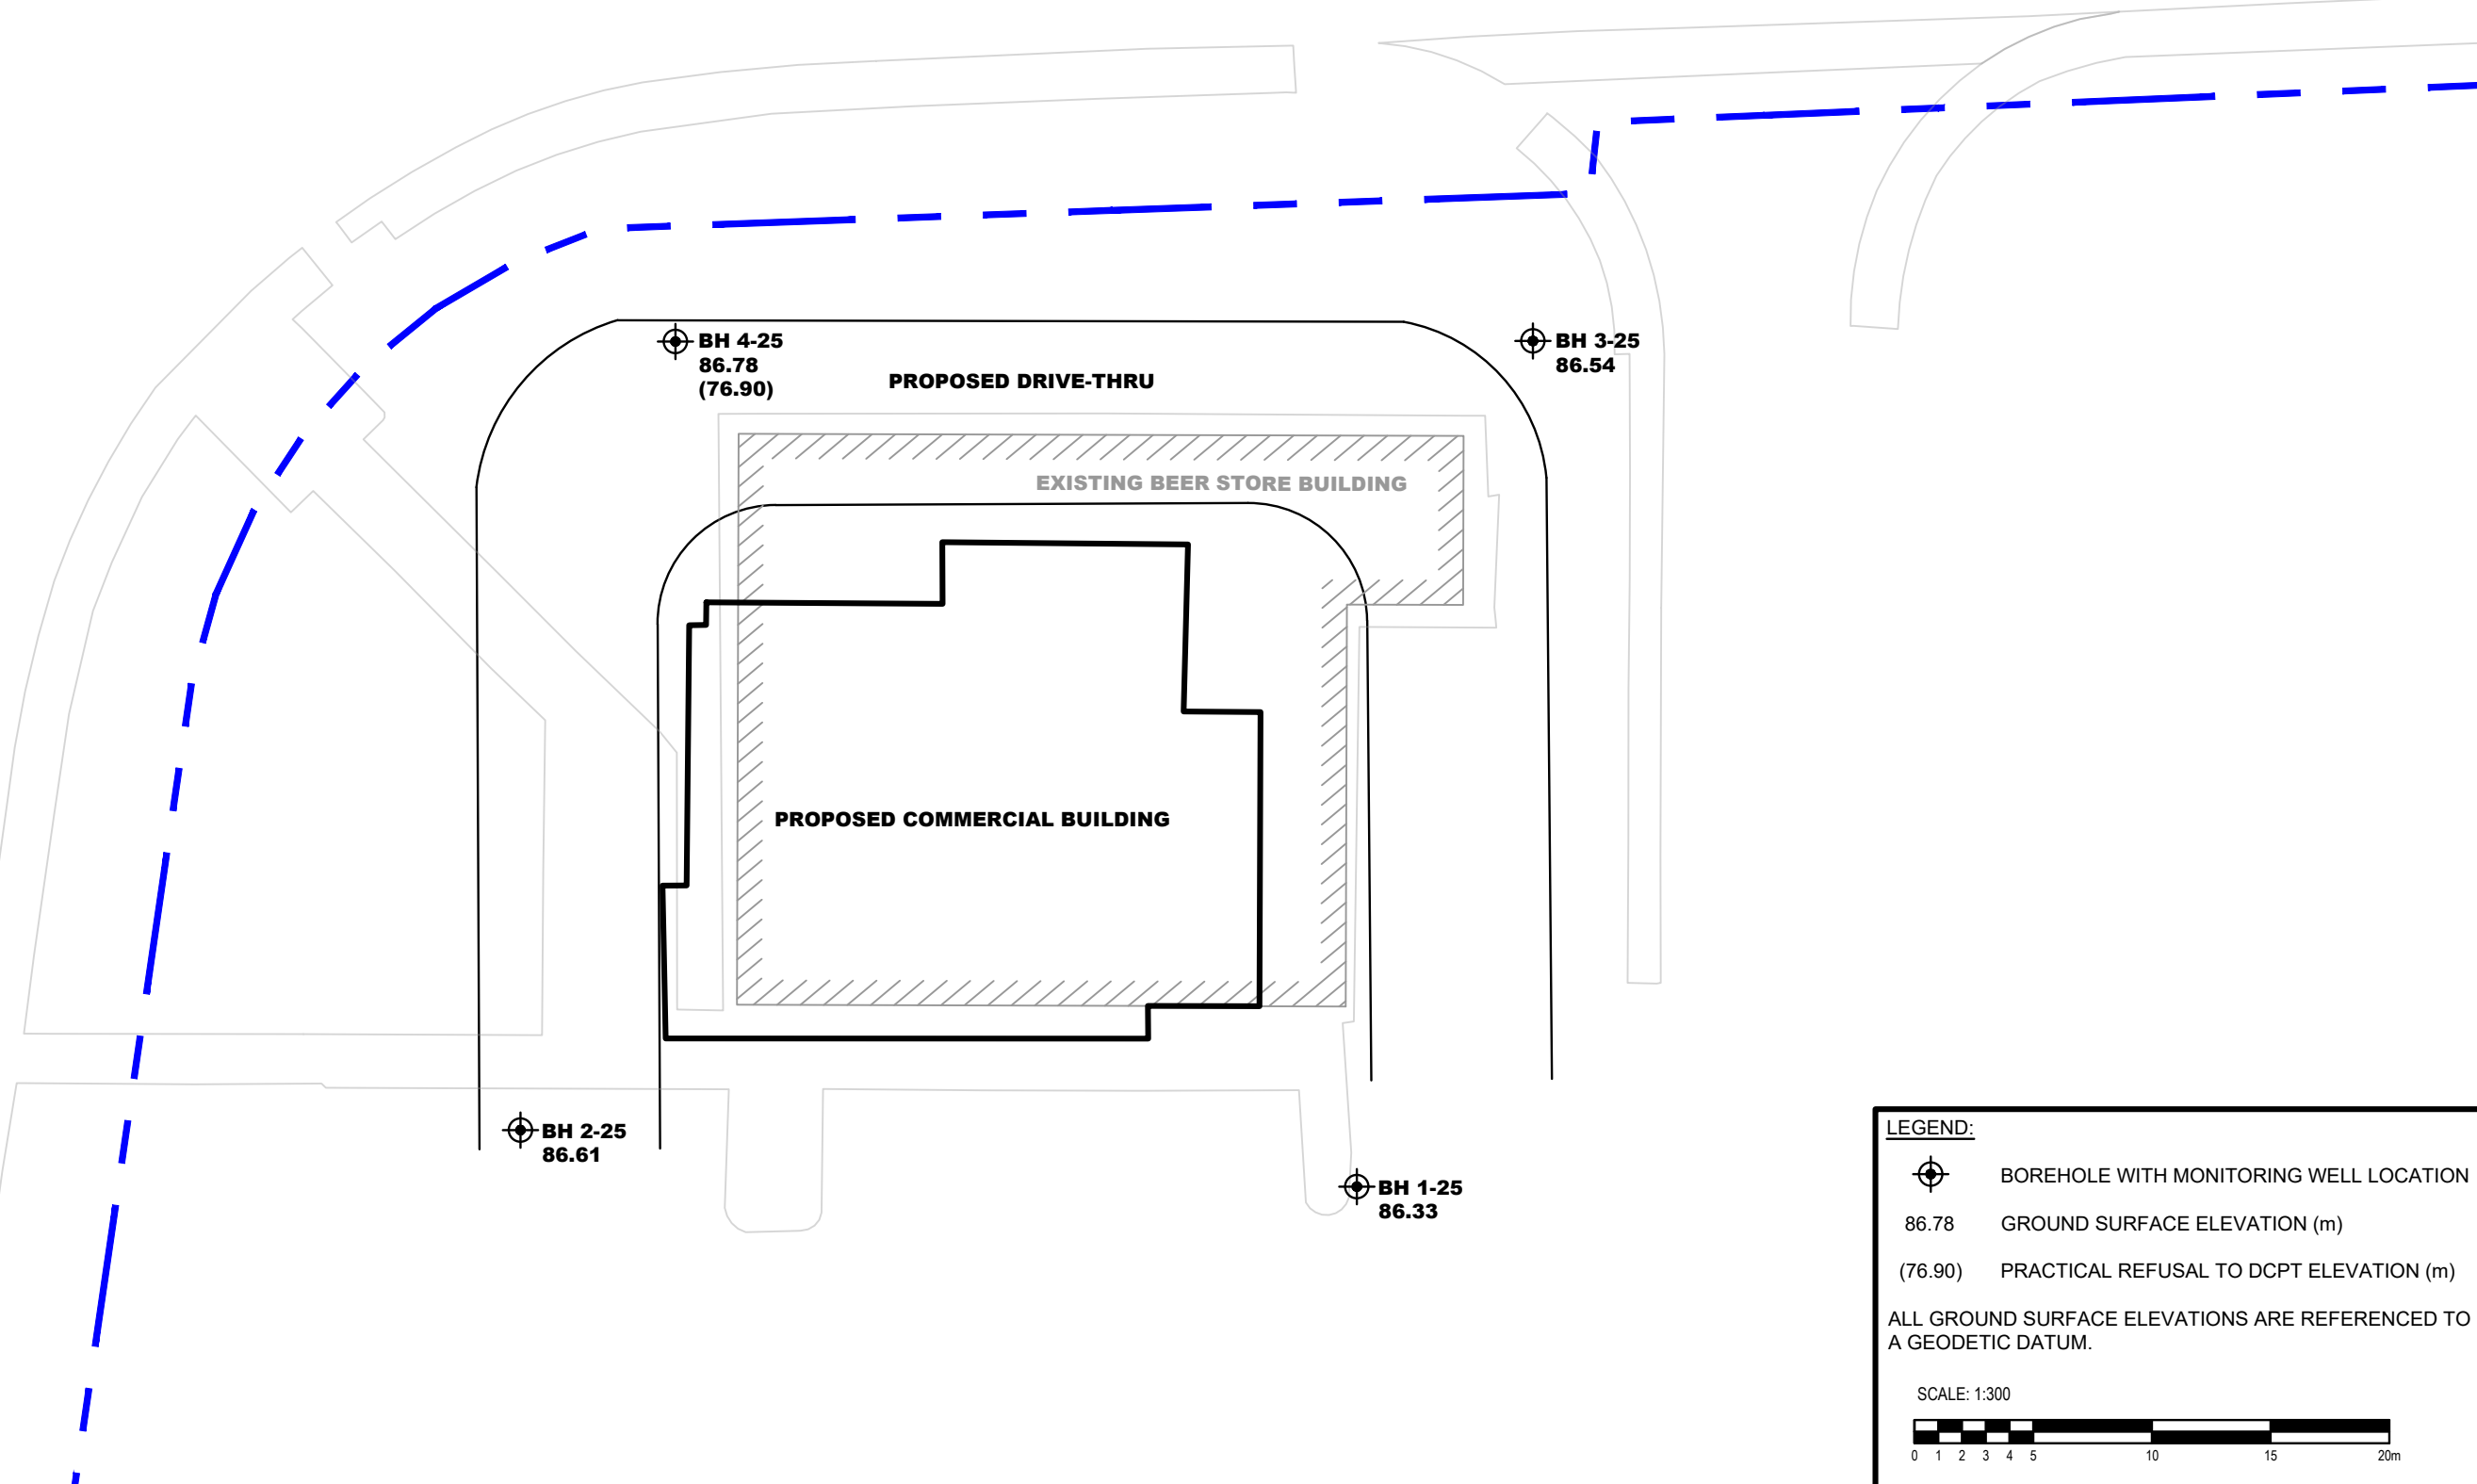 BH 4-25
86.78
(76.90)
BH 3-25
86.54
PROPOSED DRIVE-THRU
EXISTING BEER STORE BUILDING
PROPOSED COMMERCIAL BUILDING
BH 2-25
86.61
BH 1-25
86.33
LEGEND:
BOREHOLE WITH MONITORING WELL LOCATION
86.78 GROUND SURFACE ELEVATION (m)
(76.90) PRACTICAL REFUSAL TO DCPT ELEVATION (m)
ALL GROUND SURFACE ELEVATIONS ARE REFERENCED TO
A GEODETIC DATUM.
SCALE: 1:300
0 1 2 3 4 5 10 15 20m